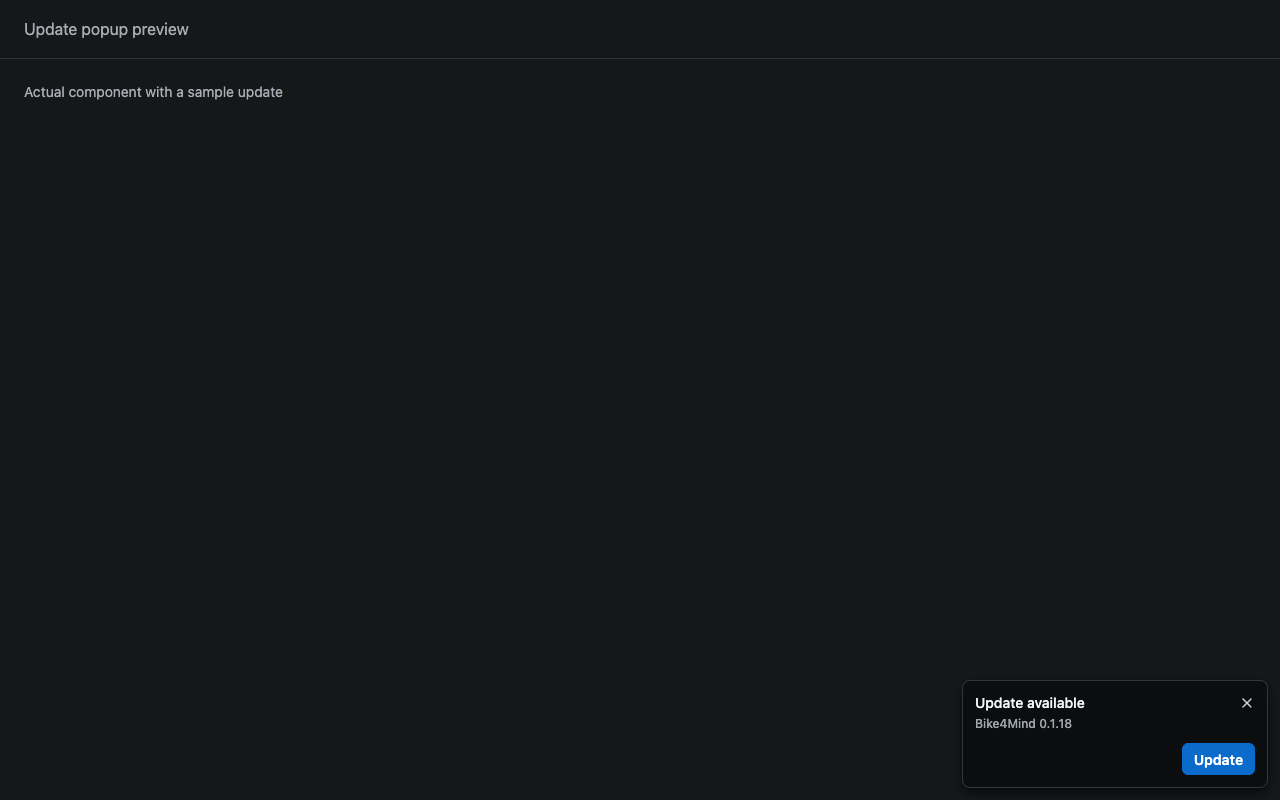 Update popup preview
Actual component with a sample update
Update available
Bike4Mind 0.1.18
Update